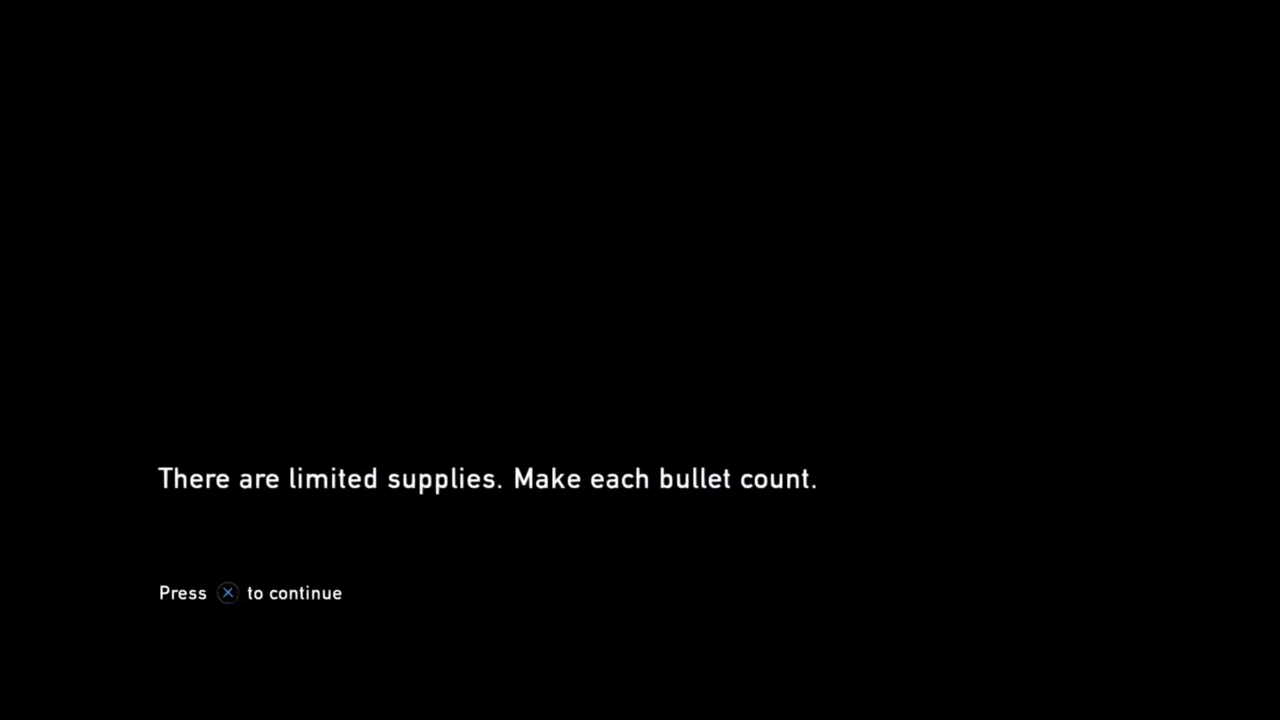 There are limited supplies. Make each bullet count.
Press ⓧ to continue